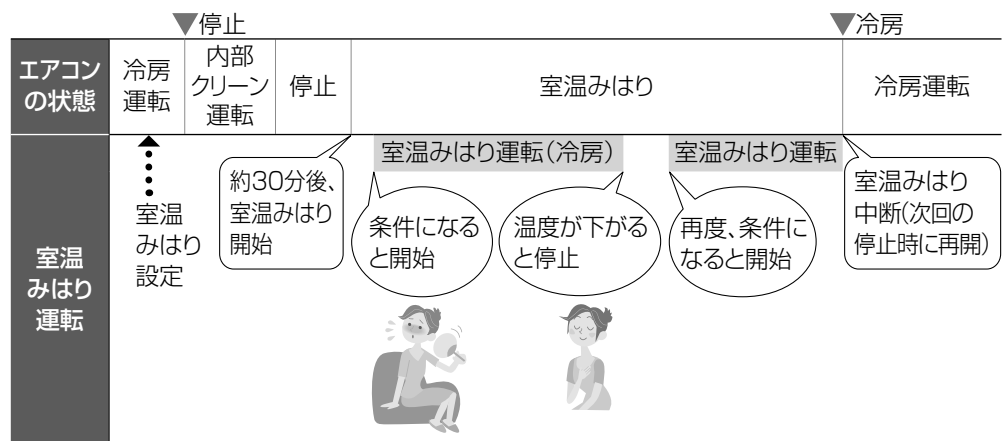 ▼停止
▼冷房
エアコン
の状態
冷房
運転
内部
クリーン
運転
停止
室温みはり
冷房運転
室温
みはり
運転
室温
みはり
設定
約30分後、
室温みはり
開始
室温みはり運転(冷房)
条件になる
と開始
温度が下がる
と停止
室温みはり運転
再度、条件に
なると開始
室温みはり
中断(次回の
停止時に再開)